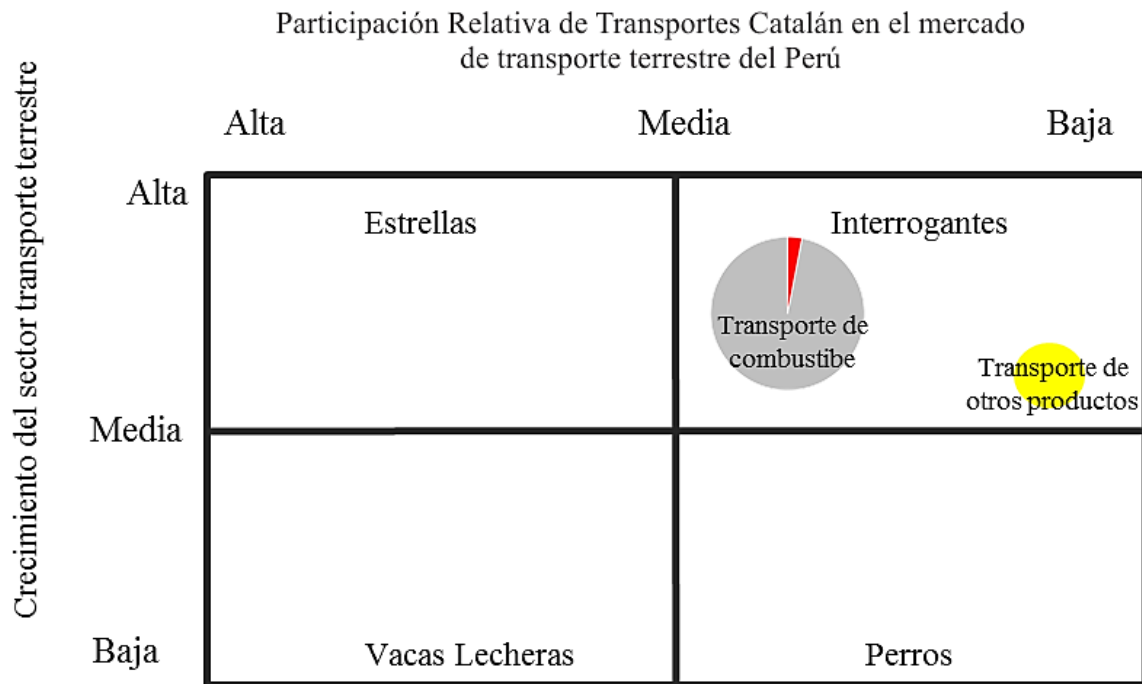 Participación Relativa de Transportes Catalán en el mercado
de transporte terrestre del Perú
Alta
Media
Baja
Crecimiento del sector transporte terrestre
Alta
Estrellas
Interrogantes
Transporte de
combustibe
Transporte de
otros productos
Media
Baja
Vacas Lecheras
Perros